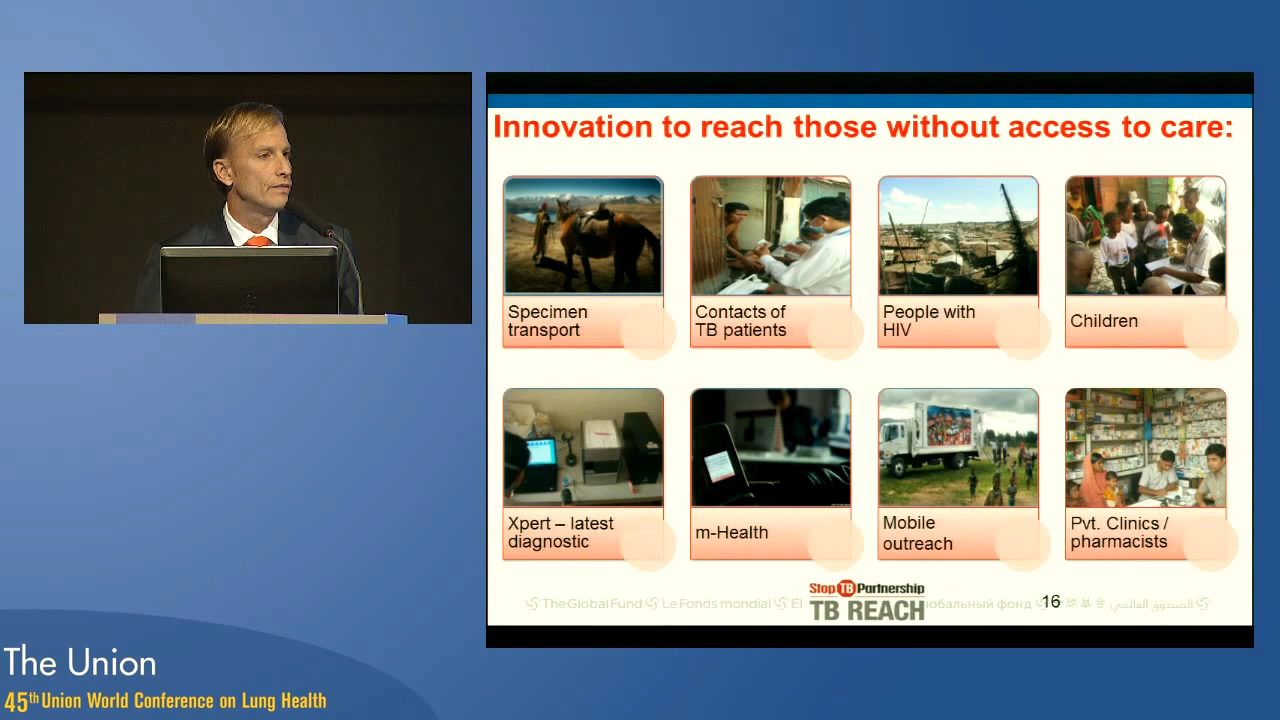 Innovation to reach those without access to care:
Specimen
transport
Contacts of
TB patients
People with
HIV
Children
Xpert – latest
diagnostic
m-Health
Mobile
outreach
Pvt. Clinics /
pharmacists
Stop TB Partnership
TB REACH
The Global Fund Le Fonds mondial El
обальный фонд
16
الصندوق العالمي
The Union
45th Union World Conference on Lung Health